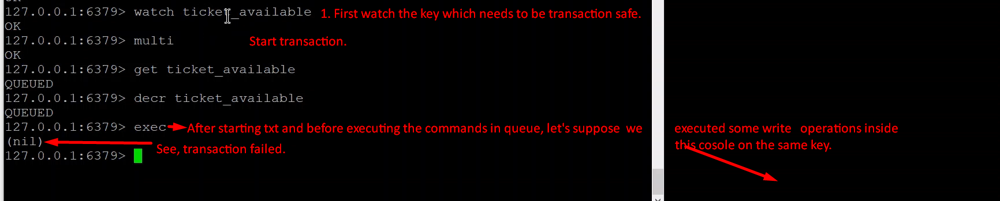 127.0.0.1:6379> watch ticket_available 1. First watch the key which needs to be transaction safe.
OK
127.0.0.1:6379> multi Start transaction.
OK
127.0.0.1:6379> get ticket_available
QUEUED
127.0.0.1:6379> decr ticket_available
QUEUED
127.0.0.1:6379> exec After starting txt and before executing the commands in queue, let's suppose we executed some write operations inside
(nil) See, transaction failed. this cosole on the same key.
127.0.0.1:6379>